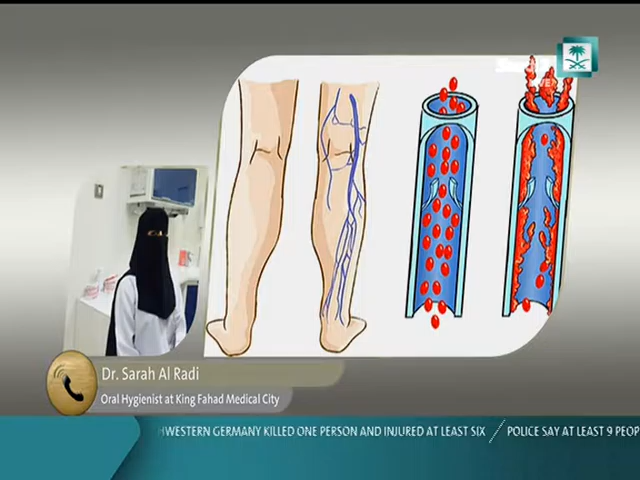 Dr. Sarah Al Radi
Oral Hygienist at King Fahad Medical City
WESTERN GERMANY KILLED ONE PERSON AND INJURED AT LEAST SIX / POLICE SAY AT LEAST 9 PEOP